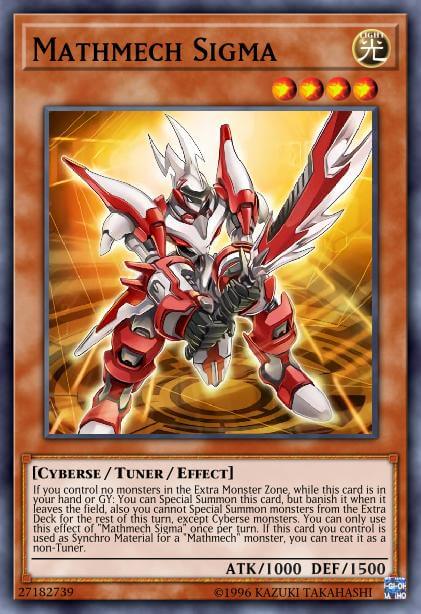 MATHMECH SIGMA
LIGHT
光
[CYBERSE / TUNER / EFFECT]
If you control no monsters in the Extra Monster Zone, while this card is in
your hand or GY: You can Special Summon this card, but banish it when it
leaves the field, also you cannot Special Summon monsters from the Extra
Deck for the rest of this turn, except Cyberse monsters. You can only use
this effect of "Mathmech Sigma" once per turn. If this card you control is
used as Synchro Material for a "Mathmech" monster, you can treat it as a
non-Tuner.
ATK/1000 DEF/1500
27182739
©1996 KAZUKI TAKAHASHI